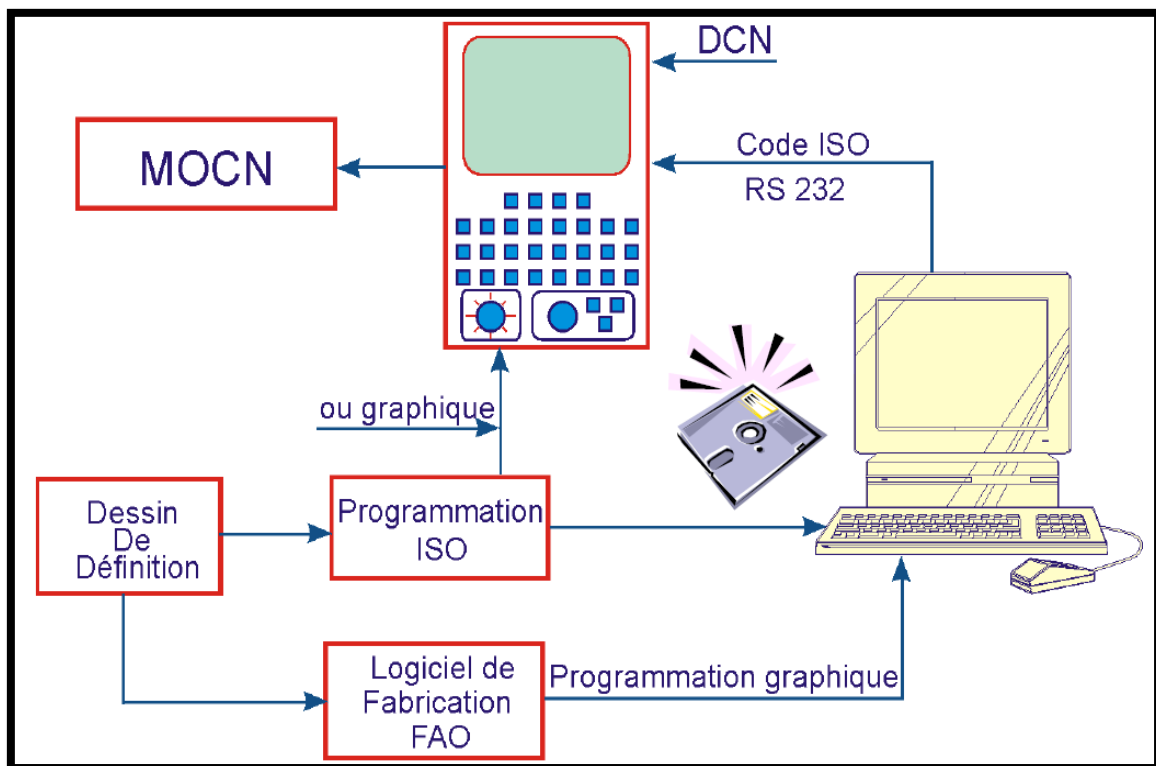 DCN
MOCN
Code ISO
RS 232
ou graphique
Dessin
De
Définition
Programmation
ISO
Logiciel de
Fabrication
FAO
Programmation graphique